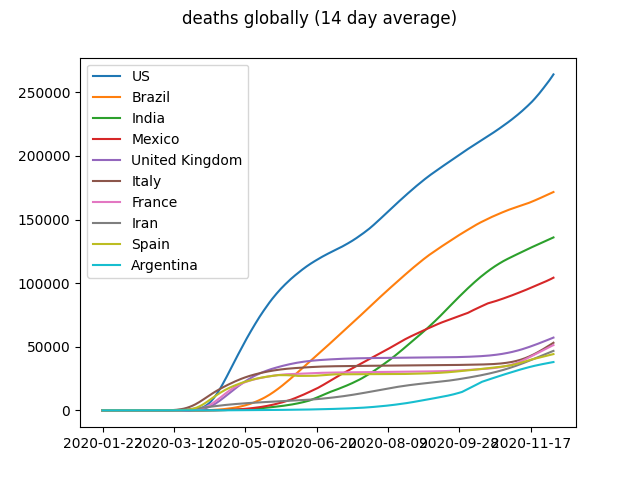 deaths globally (14 day average)
US
Brazil
India
Mexico
United Kingdom
Italy
France
Iran
Spain
Argentina
250000
200000
150000
100000
50000
0
2020-01-22 2020-03-12 2020-05-01 2020-06-20 2020-08-09 2020-09-28 2020-11-17